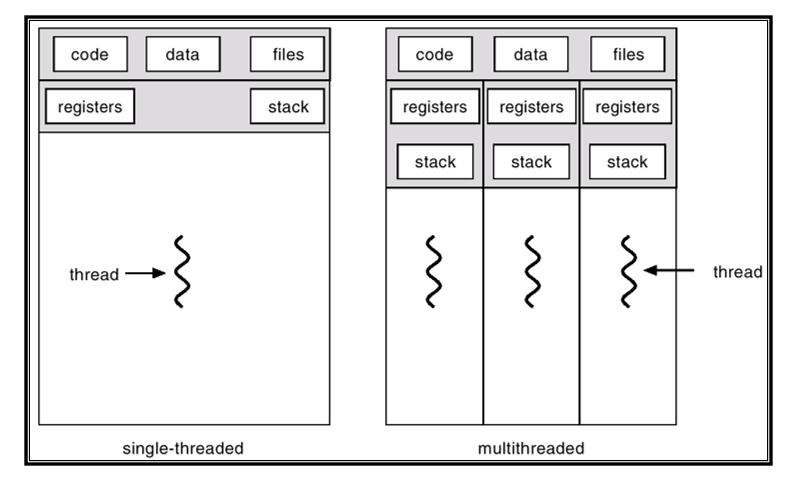 code data files
registers stack
thread
single-threaded
code data files
registers registers registers
stack stack stack
thread
multithreaded